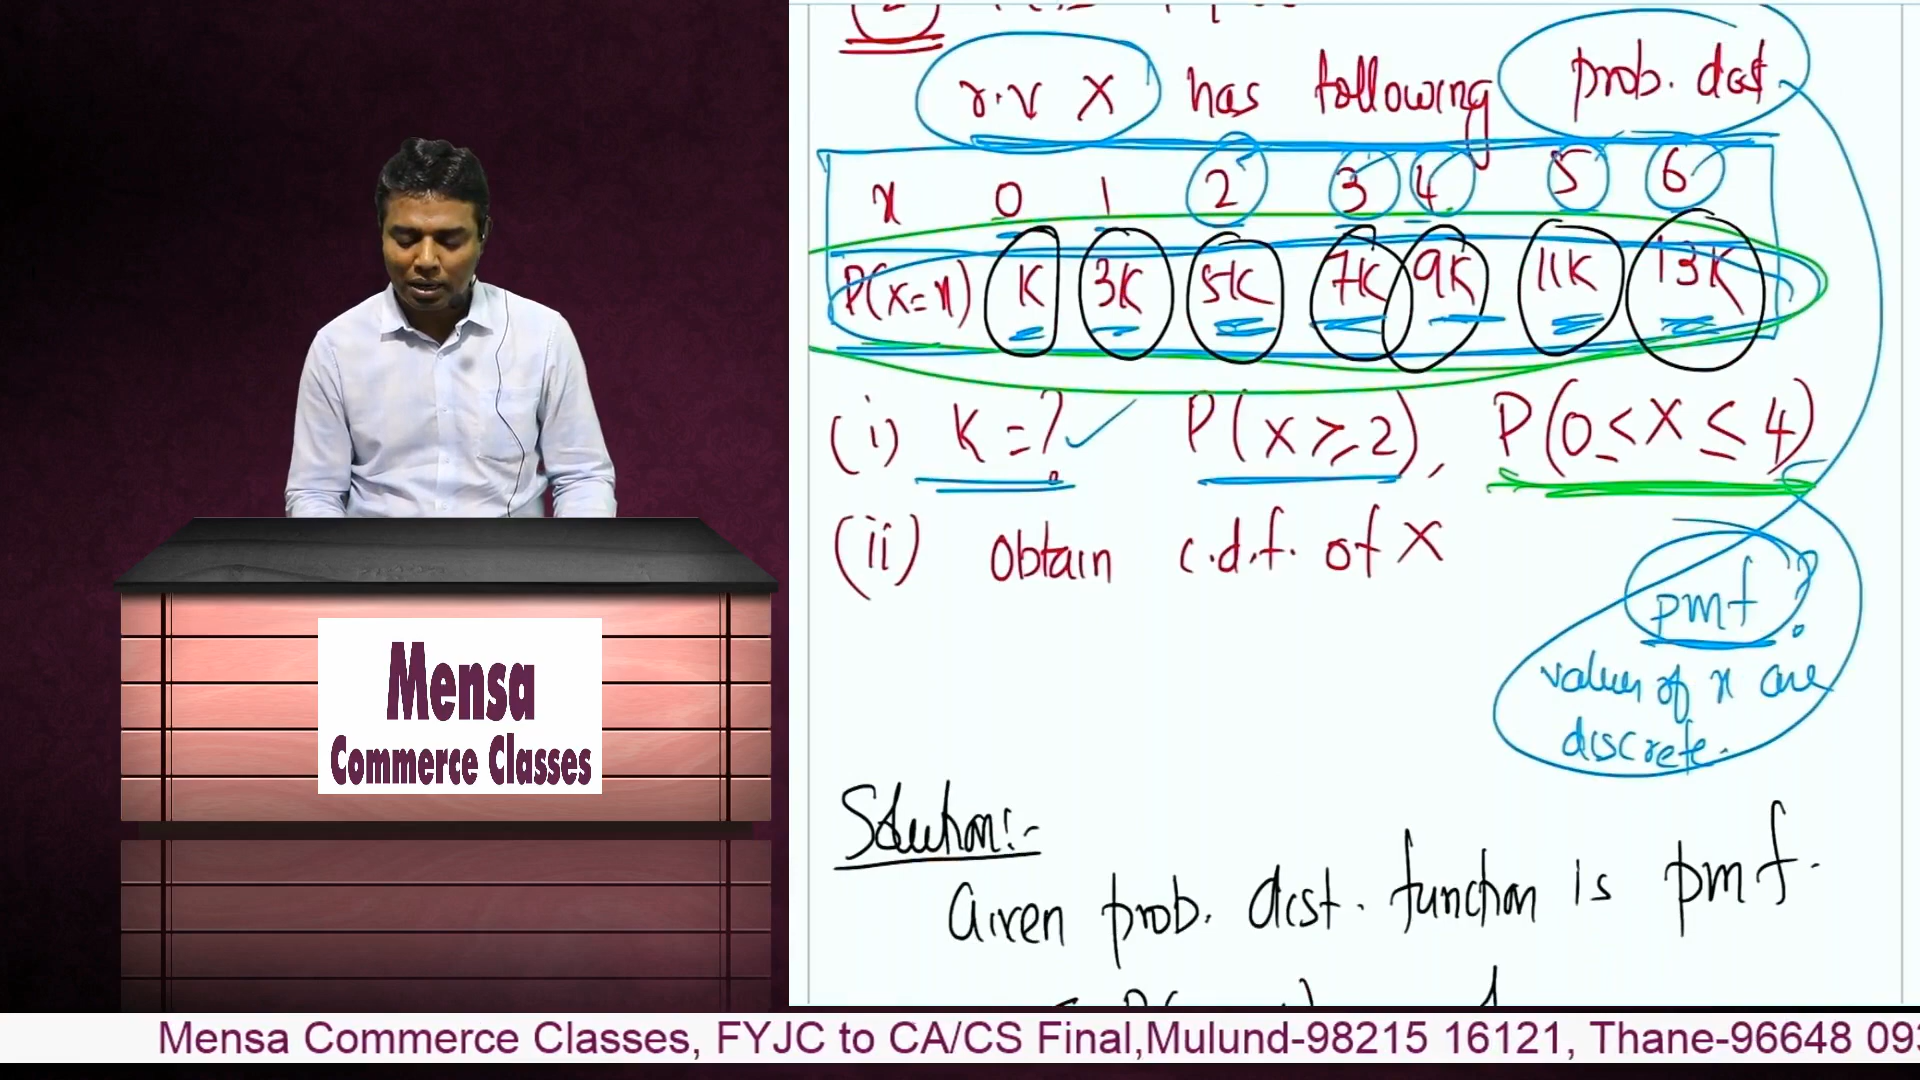 r.v X has following prob. dist
x 0 1 2 3 4 5 6
P(x=x) K 3K 5K 7K 9K 11K 13K
(i) K=? P(x≥2), P(0≤x≤4)
(ii) Obtain c.d.f. of X
pmf?
values of x are
discrete.
Solution:-
Given prob. dist. function is pmf.
Mensa
Commerce Classes
Mensa Commerce Classes, FYJC to CA/CS Final,Mulund-98215 16121, Thane-96648 09